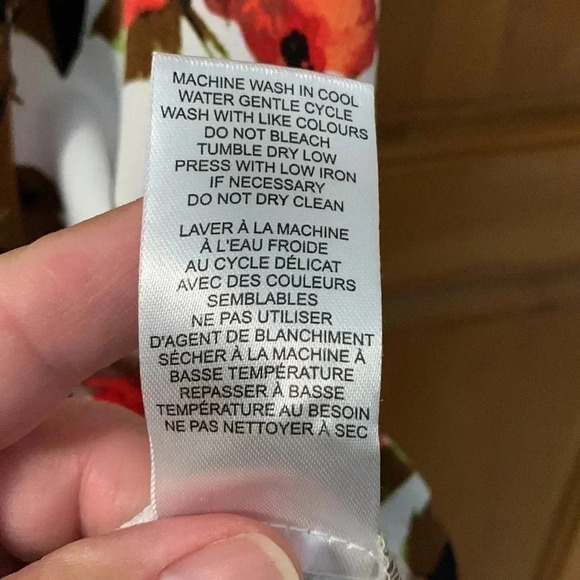 MACHINE WASH IN COOL
WATER GENTLE CYCLE
WASH WITH LIKE COLOURS
DO NOT BLEACH
TUMBLE DRY LOW
PRESS WITH LOW IRON
IF NECESSARY
DO NOT DRY CLEAN
LAVER À LA MACHINE
À L'EAU FROIDE
AU CYCLE DÉLICAT
AVEC DES COULEURS
SEMBLABLES
NE PAS UTILISER
D'AGENT DE BLANCHIMENT
SÉCHER À LA MACHINE À
BASSE TEMPÉRATURE
REPASSER À BASSE
TEMPÉRATURE AU BESOIN
NE PAS NETTOYER À SEC